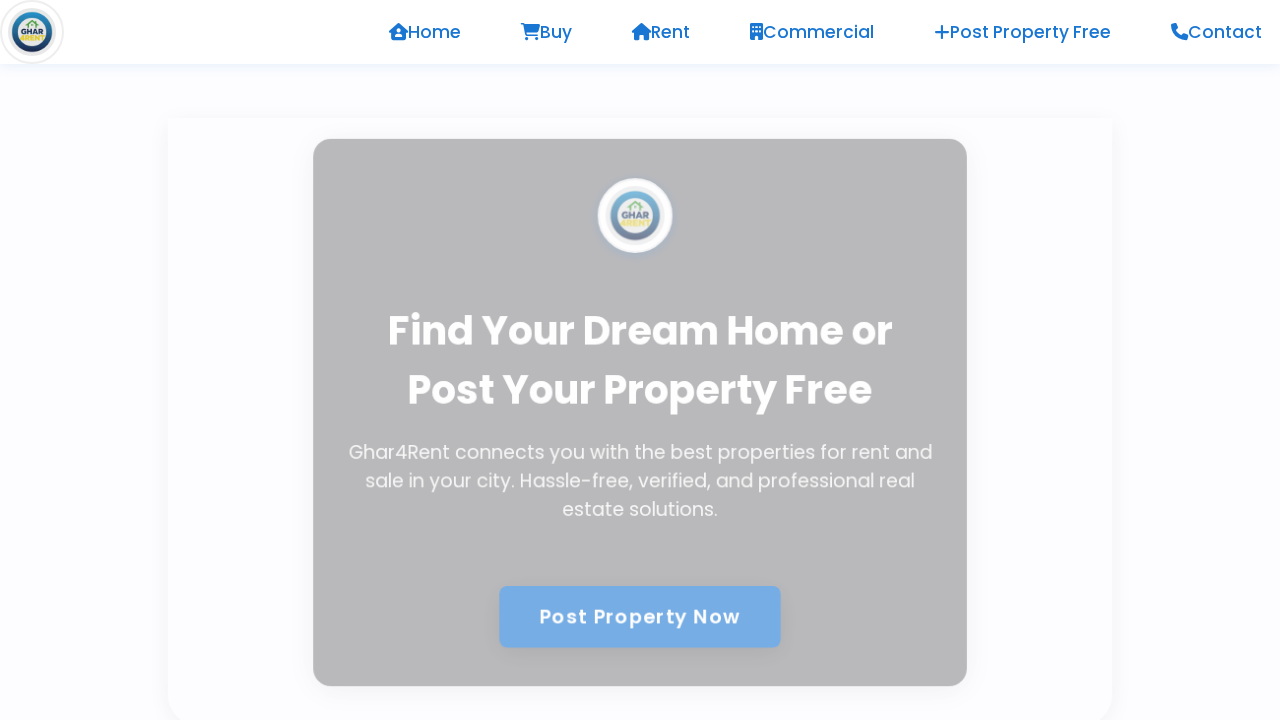 GHAR
4RENT
Home
Buy
Rent
Commercial
Post Property Free
Contact
GHAR
4RENT
Find Your Dream Home or
Post Your Property Free
Ghar4Rent connects you with the best properties for rent and
sale in your city. Hassle-free, verified, and professional real
estate solutions.
Post Property Now